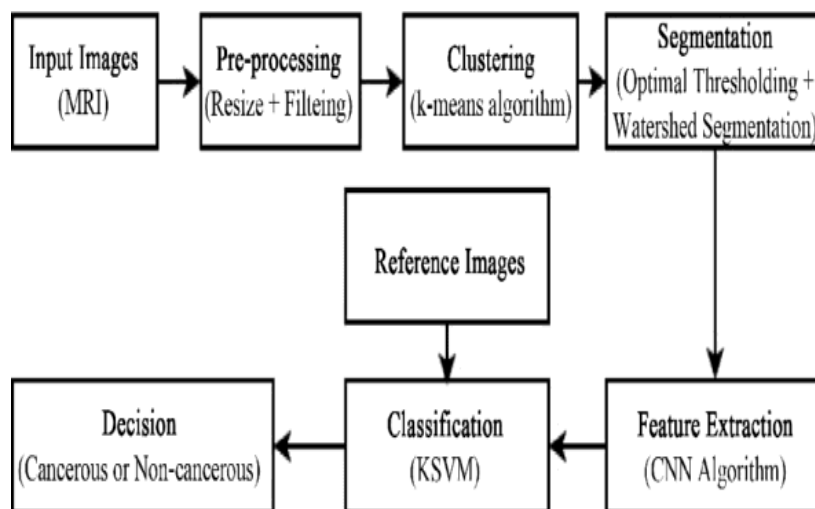 Input Images
(MRI)
Pre-processing
(Resize + Filteing)
Clustering
(k-means algorithm)
Segmentation
(Optimal Thresholding +
Watershed Segmentation)
Reference Images
Feature Extraction
(CNN Algorithm)
Classification
(KSVM)
Decision
(Cancerous or Non-cancerous)